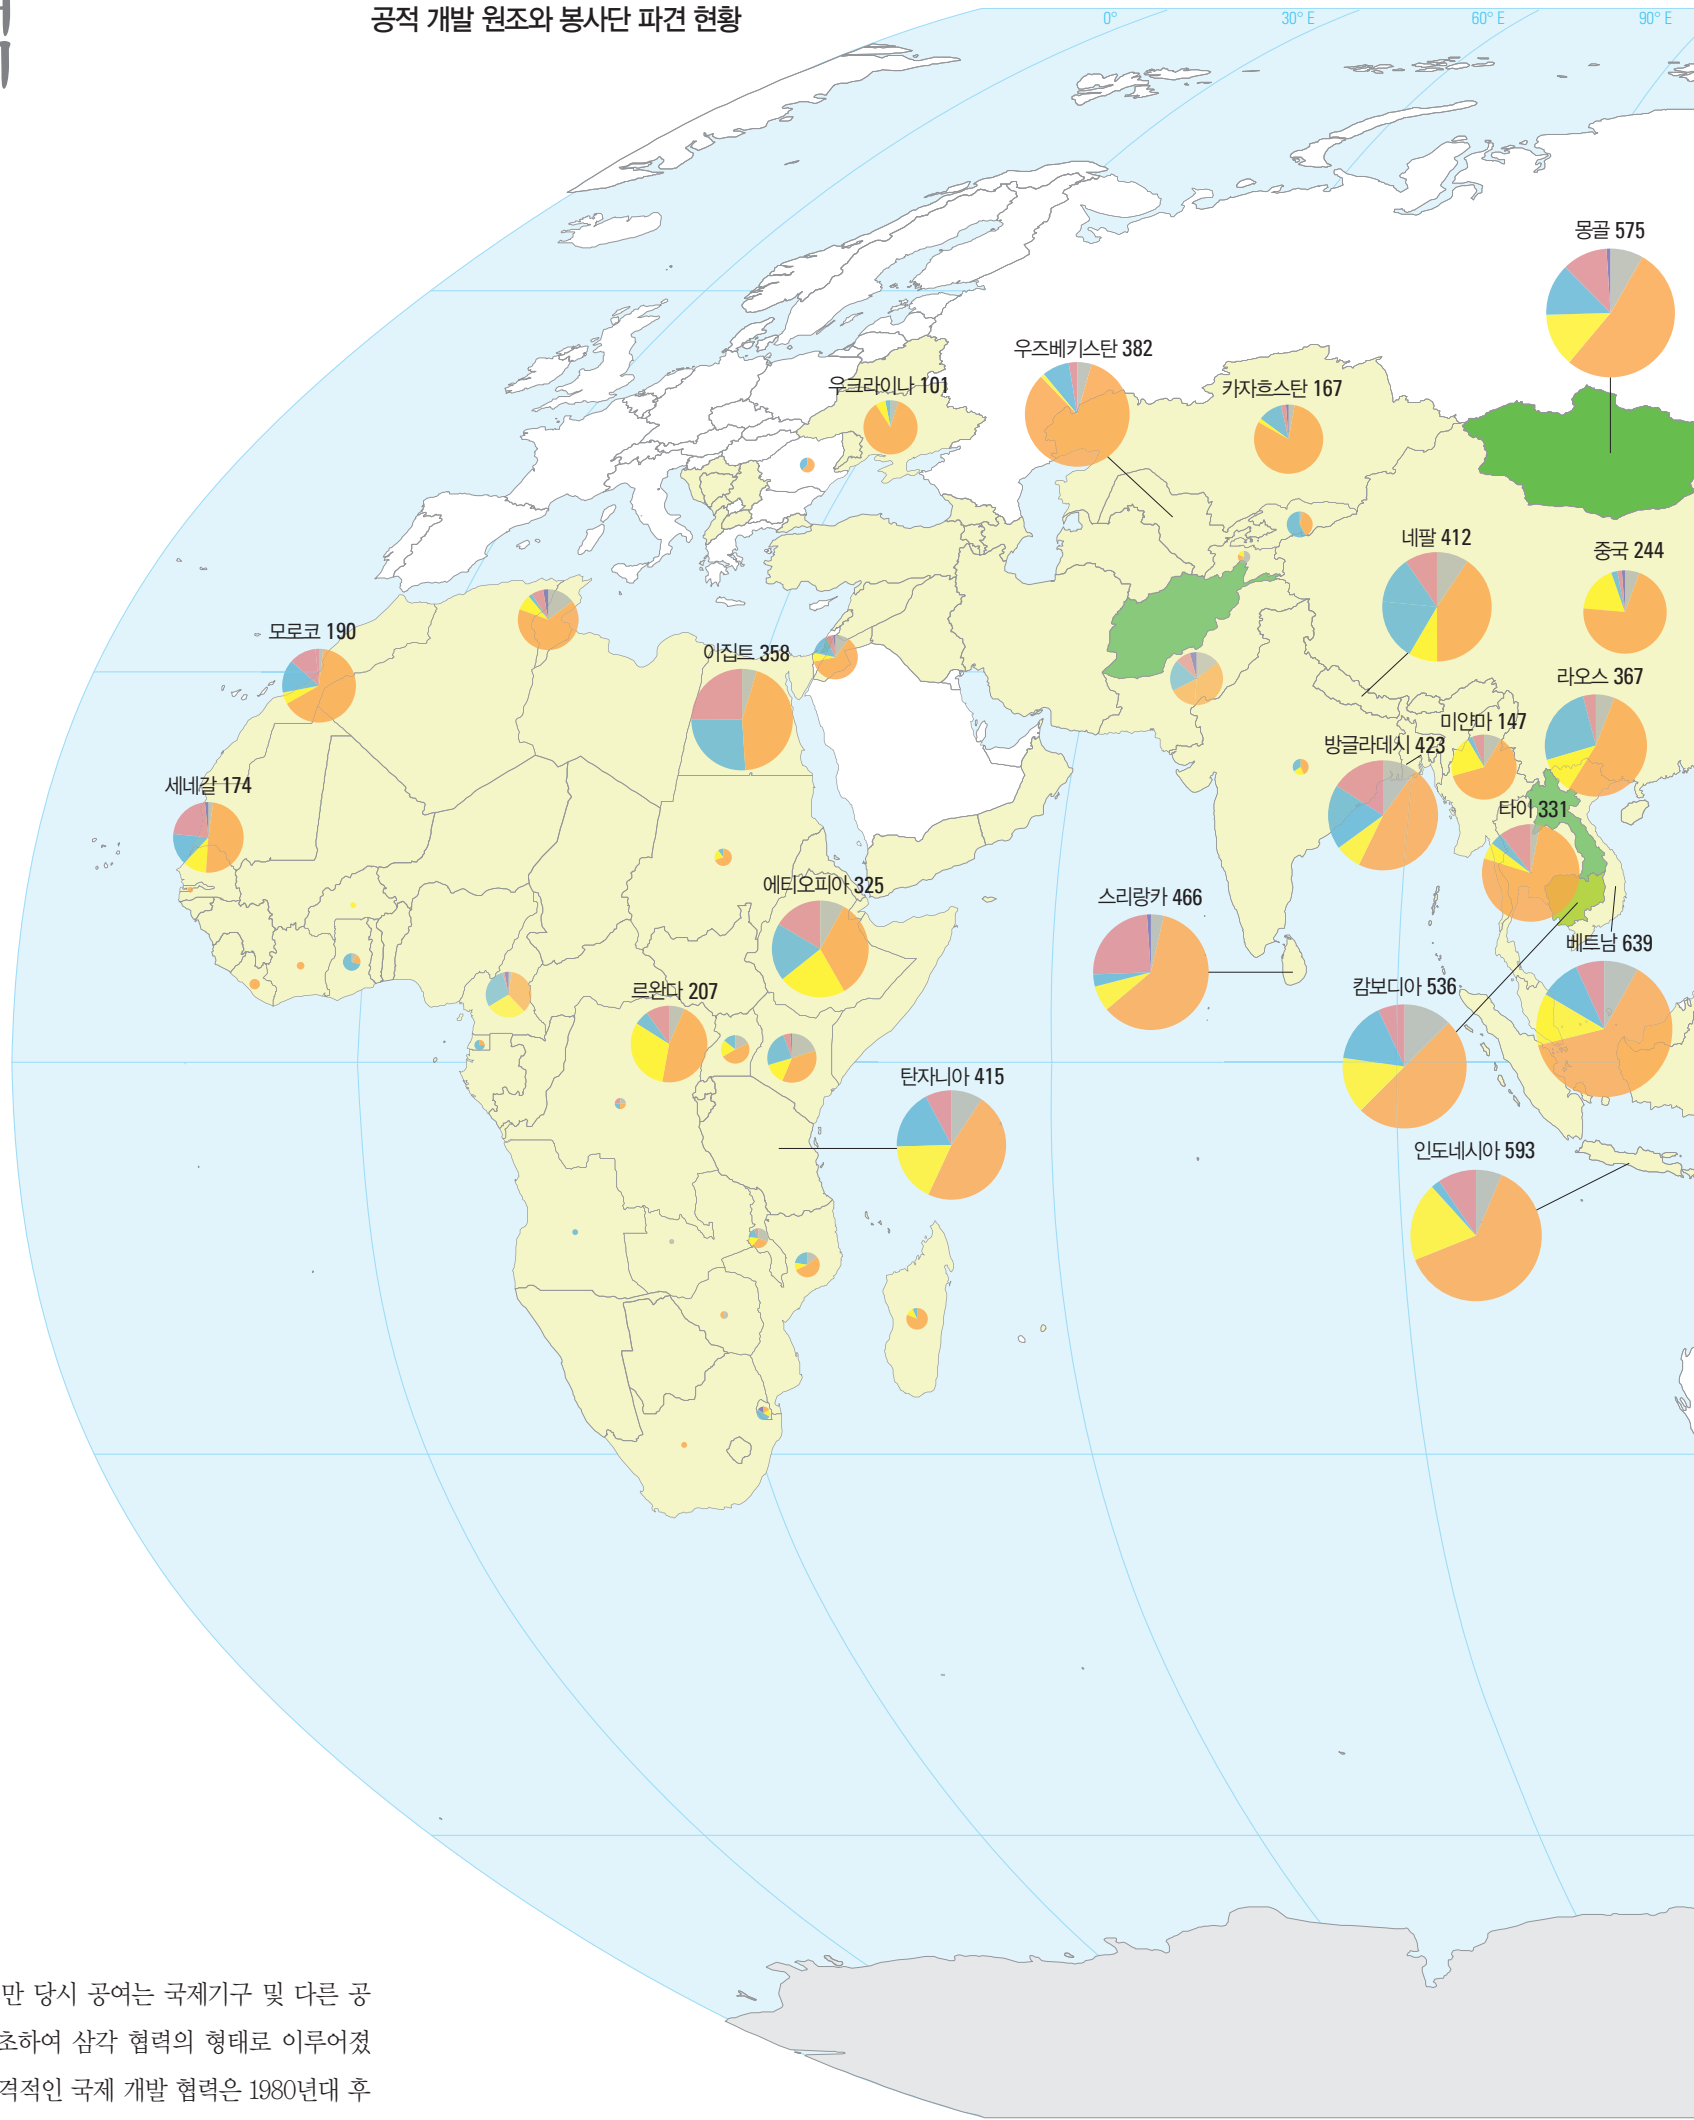 공적 개발 원조와 봉사단 파견 현황
0°
30° E
60° E
90° E
몽골 575
우즈베키스탄 382
우크라이나 101
카자흐스탄 167
네팔 412
중국 244
모로코 190
이집트 358
라오스 367
미얀마 147
방글라데시 423
세네갈 174
타이 331
에티오피아 325
스리랑카 466
베트남 639
르완다 207
캄보디아 536
탄자니아 415
인도네시아 593
만 당시 공여는 국제기구 및 다른 공
초하여 삼각 협력의 형태로 이루어졌
격적인 국제 개발 협력은 1980년대 후